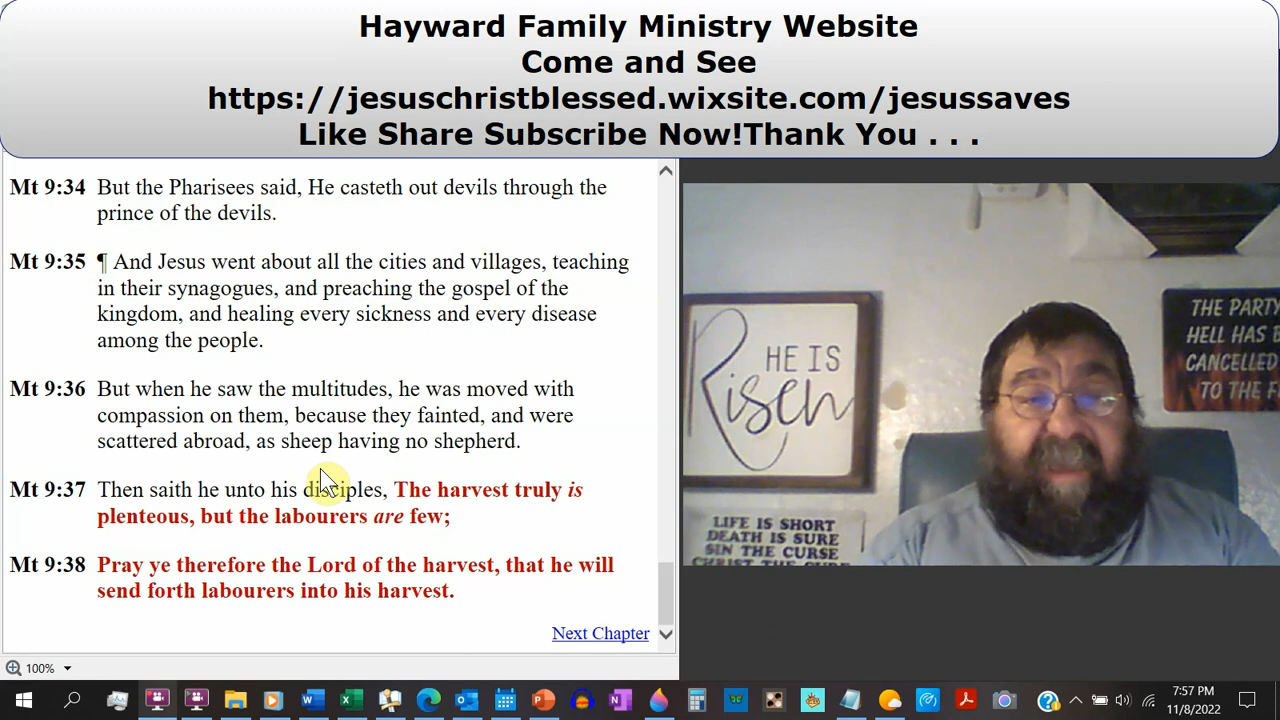 Hayward Family Ministry Website
Come and See
https://jesuschristblessed.wixsite.com/jesussaves
Like Share Subscribe Now!Thank You . . .
Mt 9:34 But the Pharisees said, He casteth out devils through the
prince of the devils.
Mt 9:35 ¶ And Jesus went about all the cities and villages, teaching
in their synagogues, and preaching the gospel of the
kingdom, and healing every sickness and every disease
among the people.
Mt 9:36 But when he saw the multitudes, he was moved with
compassion on them, because they fainted, and were
scattered abroad, as sheep having no shepherd.
Mt 9:37 Then saith he unto his disciples, The harvest truly is
plenteous, but the labourers are few;
Mt 9:38 Pray ye therefore the Lord of the harvest, that he will
send forth labourers into his harvest.
Next Chapter
100%
HE IS
Risen
THE PARTY
HELL HAS B
CANCELLED
TO THE F
LIFE IS SHORT
DEATH IS SURE
SIN THE CURSE
CHRIST THE CURE
7:57 PM
11/8/2022